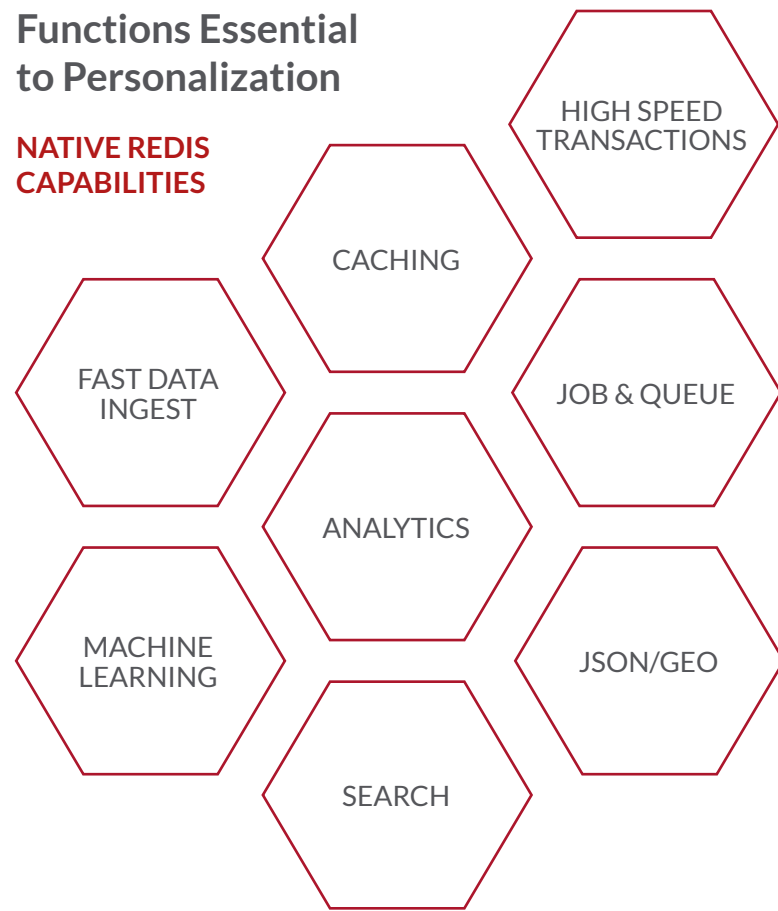 Functions Essential
to Personalization
NATIVE REDIS
CAPABILITIES
HIGH SPEED
TRANSACTIONS
CACHING
FAST DATA
INGEST
JOB & QUEUE
ANALYTICS
MACHINE
LEARNING
JSON/GEO
SEARCH